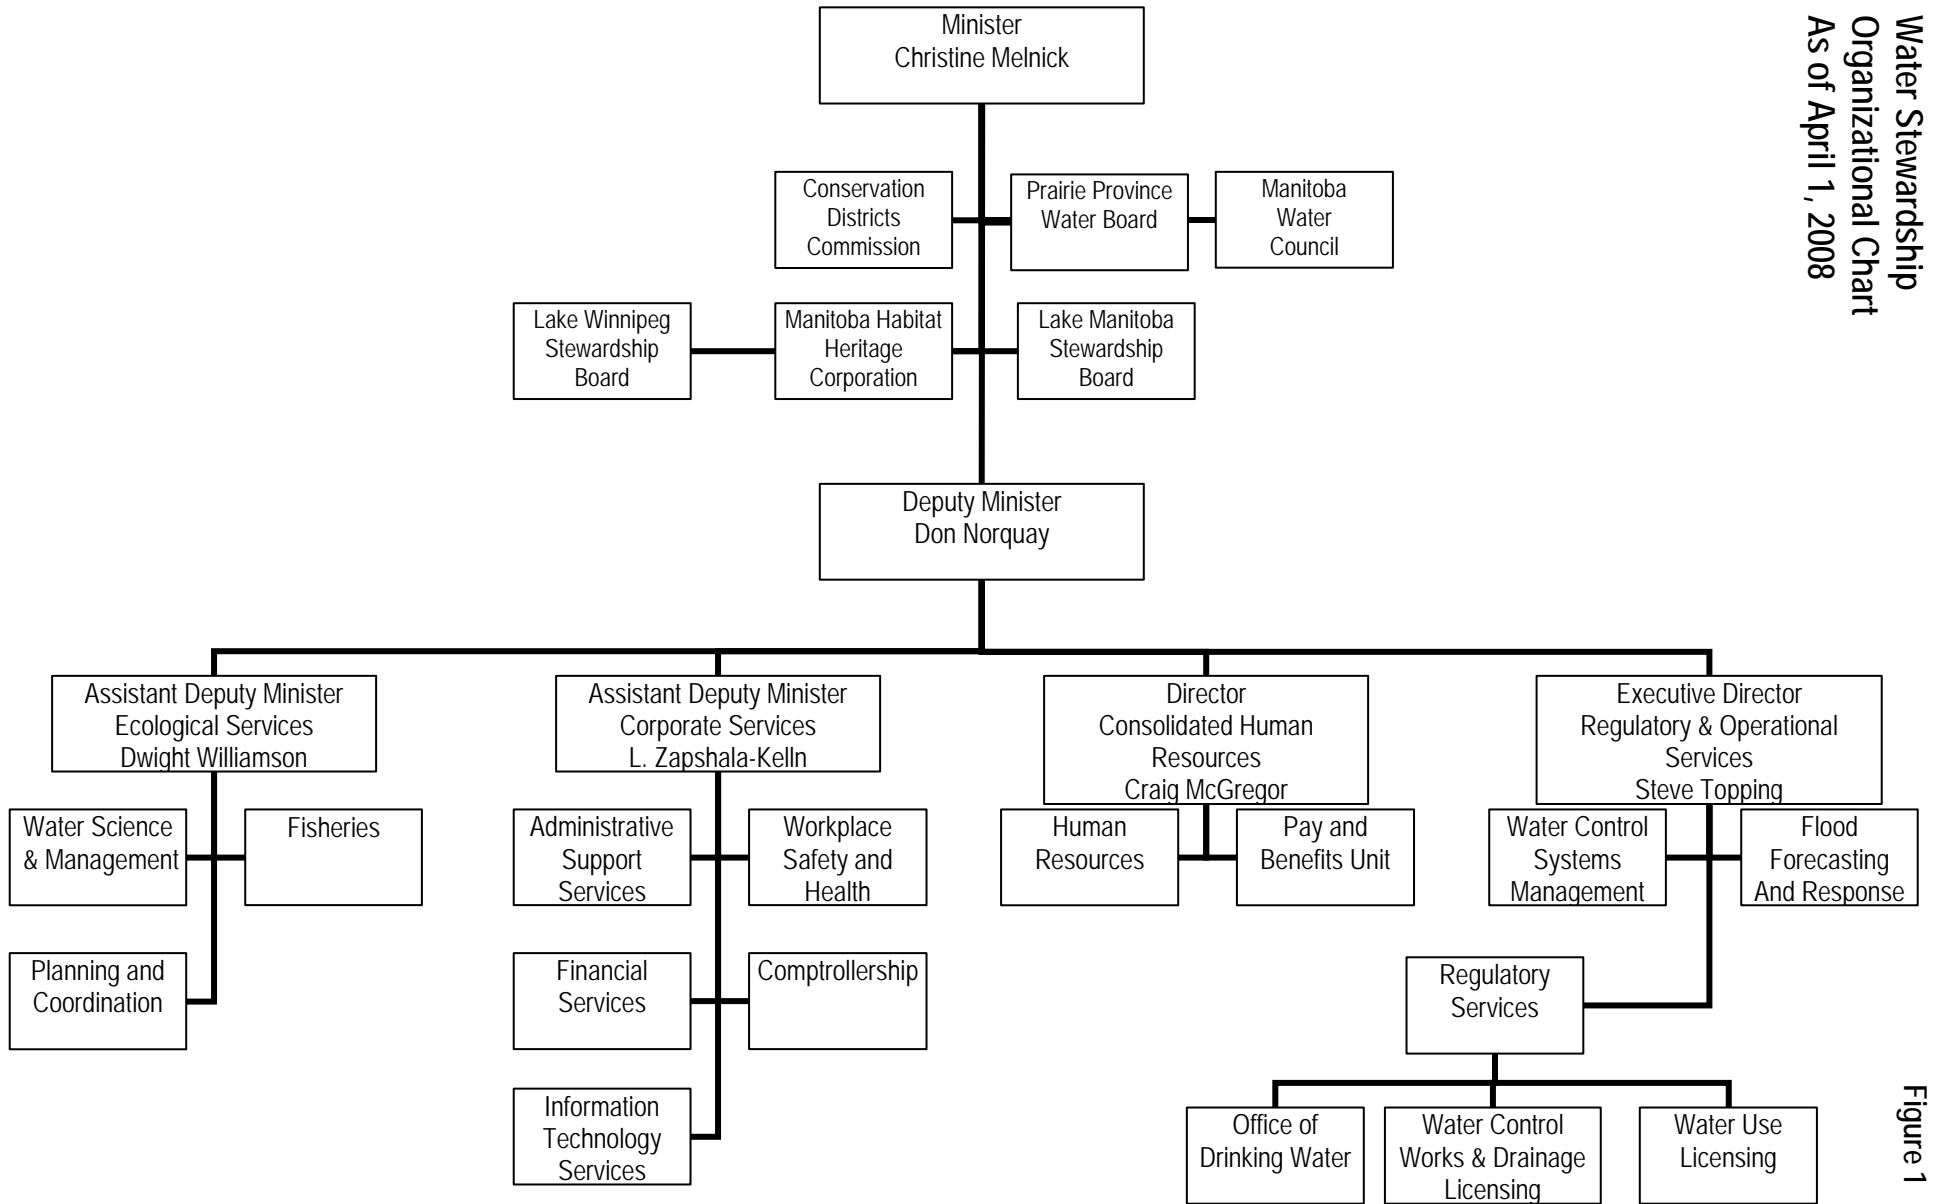 Water Stewardship
Organizational Chart
As of April 1, 2008
Minister
Christine Melnick
Conservation
Districts
Commission
Prairie Province
Water Board
Manitoba
Water
Council
Lake Winnipeg
Stewardship
Board
Manitoba Habitat
Heritage
Corporation
Lake Manitoba
Stewardship
Board
Deputy Minister
Don Norquay
Assistant Deputy Minister
Ecological Services
Dwight Williamson
Assistant Deputy Minister
Corporate Services
L. Zapshala-Kelln
Director
Consolidated Human
Resources
Craig McGregor
Executive Director
Regulatory & Operational
Services
Steve Topping
Water Science
& Management
Fisheries
Administrative
Support
Services
Workplace
Safety and
Health
Human
Resources
Pay and
Benefits Unit
Water Control
Systems
Management
Flood
Forecasting
And Response
Planning and
Coordination
Financial
Services
Comptrollership
Regulatory
Services
Information
Technology
Services
Office of
Drinking Water
Water Control
Works & Drainage
Licensing
Water Use
Licensing
Figure 1